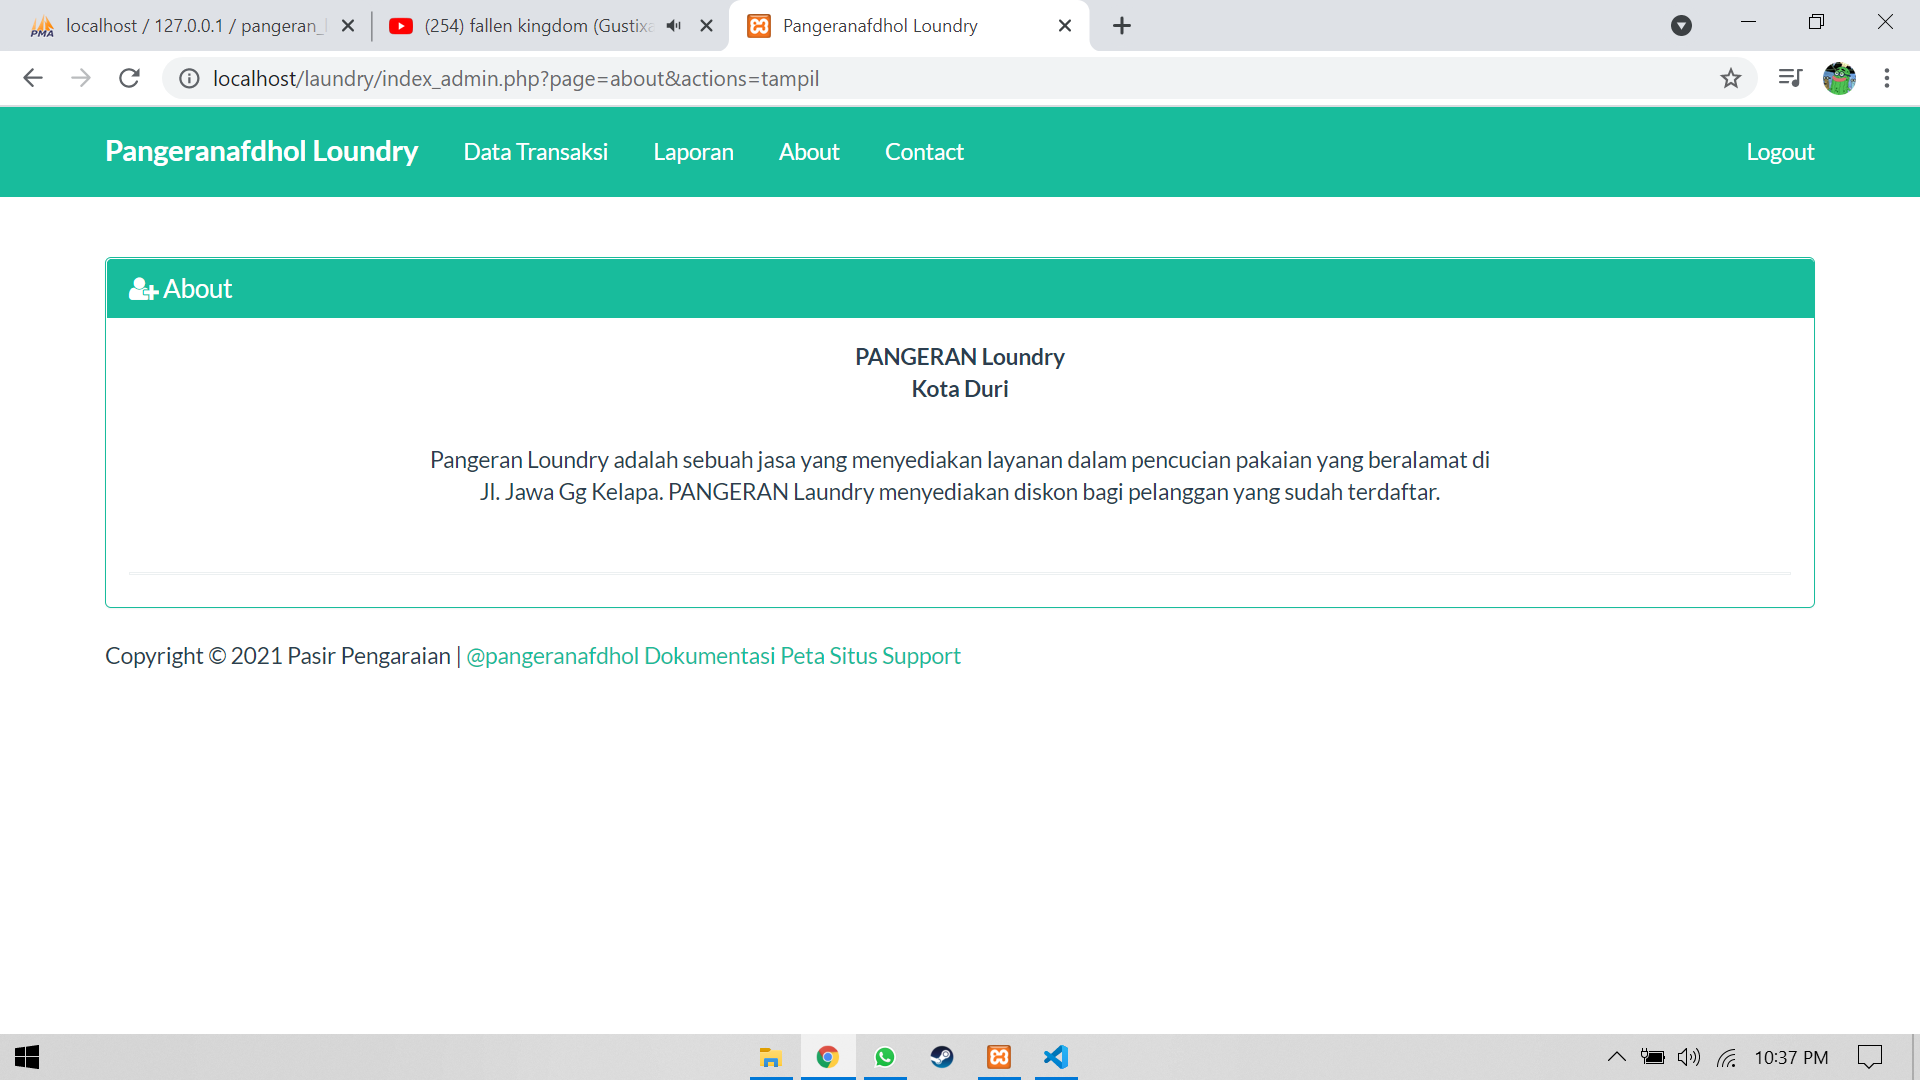 localhost / 127.0.0.1 / pangeran_
(254) fallen kingdom (Gustixa
Pangeranafdhol Loundry
localhost/laundry/index_admin.php?page=about&actions=tampil
Pangeranafdhol Loundry Data Transaksi Laporan About Contact Logout
About
PANGERAN Loundry
Kota Duri
Pangeran Loundry adalah sebuah jasa yang menyediakan layanan dalam pencucian pakaian yang beralamat di
Jl. Jawa Gg Kelapa. PANGERAN Laundry menyediakan diskon bagi pelanggan yang sudah terdaftar.
Copyright © 2021 Pasir Pengaraian | @pangeranafdhol Dokumentasi Peta Situs Support
10:37 PM